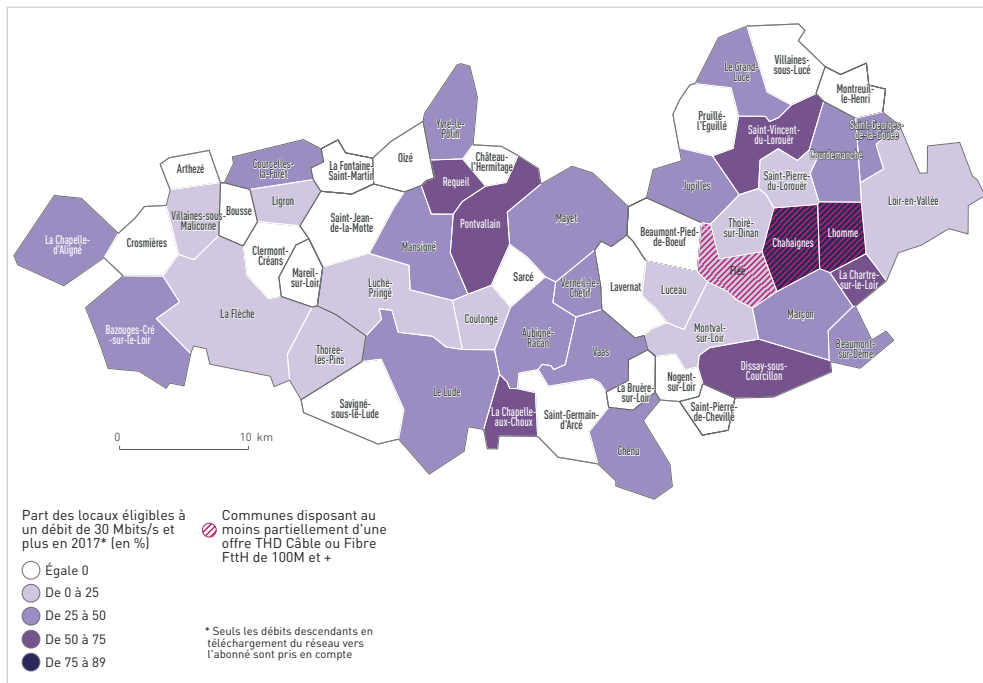 Villaines-
sous-Lucé
Le Grand-
Lucé
Montreuil-
le-Henri
Pruillé-
l'Eguillé
Saint-Vincent-
du-Lorouër
Saint-Georges-
de-la-Couée
Courdemanche
Yvré-le-
Polin
Oizé
Château-
l'Hermitage
La Fontaine-
Saint-Martin
Courcelles-
la-Forêt
Arthezé
Requeil
Saint-Pierre-
du-Lorouër
Jupilles
Loir-en-Vallée
Ligron
Villaines-sous-
Malicorne
Bousse
Saint-Jean-
de-la-Motte
Pontvallain
Mayet
Thoiré-
sur-Dinan
Beaumont-Pied-
de-Bœuf
Chahaignes
Lhomme
La Chapelle-
d'Aligné
Crosmières
Clermont-
Créans
Mansigné
Mareil-
sur-Loir
Flée
La Chartre-
sur-le-Loir
Sarcé
Verneil-le-
Chétif
Lavernat
Luceau
Luché-
Pringé
La Flèche
Coulongé
Marçon
Bazouges-Cré
-sur-le-Loir
Aubigné-
Racan
Montval-
sur-Loir
Beaumont-
sur-Deme
Vaas
Thorée-
les-Pins
Dissay-sous-
Courcillon
Le Lude
La Bruère-
sur-Loir
Nogent-
sur-Loir
Savigné-
sous-le-Lude
La Chapelle-
aux-Choux
Saint-Germain-
d'Arcé
Saint-Pierre-
de-Chevillé
Chenu
0 10 km
Part des locaux éligibles à
un débit de 30 Mbits/s et
plus en 2017* (en %)
Égale 0
De 0 à 25
De 25 à 50
De 50 à 75
De 75 à 89
Communes disposant au
moins partiellement d'une
offre THD Câble ou Fibre
FttH de 100M et +
* Seuls les débits descendants en
téléchargement du réseau vers
l'abonné sont pris en compte